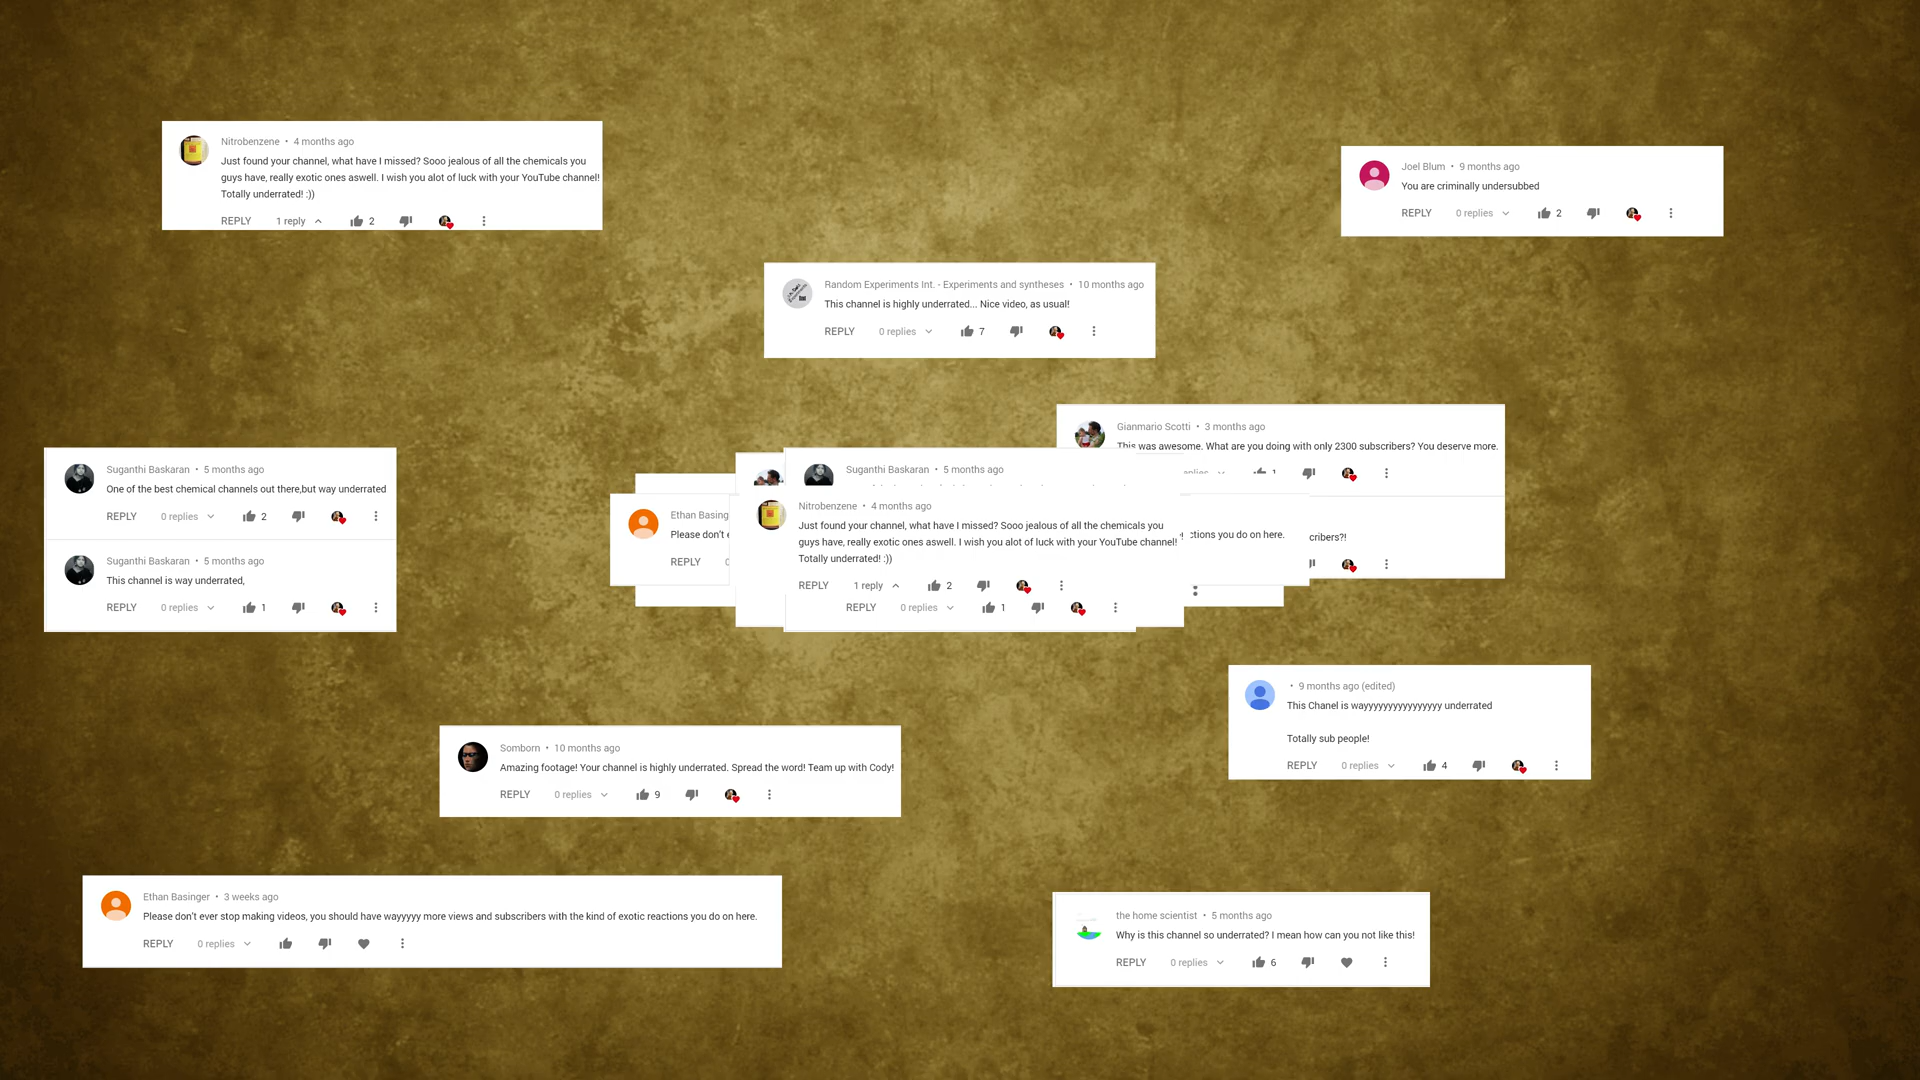 Nitrobenzene • 4 months ago
Just found your channel, what have I missed? Sooo jealous of all the chemicals you
guys have, really exotic ones aswell. I wish you alot of luck with your YouTube channel!
Totally underrated! :))
REPLY 1 reply 2
Joel Blum • 9 months ago
You are criminally undersubbed
REPLY 0 replies 2
Random Experiments Int. - Experiments and syntheses • 10 months ago
This channel is highly underrated... Nice video, as usual!
REPLY 0 replies 7
Gianmario Scotti • 3 months ago
This was awesome. What are you doing with only 2300 subscribers? You deserve more.
1
cribers?!
Suganthi Baskaran • 5 months ago
One of the best chemical channels out there,but way underrated
REPLY 0 replies 2
Suganthi Baskaran • 5 months ago
This channel is way underrated,
REPLY 0 replies 1
Ethan Basing
Please don't
REPLY
ctions you do on here.
Suganthi Baskaran • 5 months ago
Nitrobenzene • 4 months ago
Just found your channel, what have I missed? Sooo jealous of all the chemicals you
guys have, really exotic ones aswell. I wish you alot of luck with your YouTube channel!
Totally underrated! :))
REPLY 1 reply 2
REPLY 0 replies 1
• 9 months ago (edited)
This Chanel is wayyyyyyyyyyyyyyyy underrated
Totally sub people!
REPLY 0 replies 4
Somborn • 10 months ago
Amazing footage! Your channel is highly underrated. Spread the word! Team up with Cody!
REPLY 0 replies 9
Ethan Basinger • 3 weeks ago
Please don't ever stop making videos, you should have wayyyyy more views and subscribers with the kind of exotic reactions you do on here.
REPLY 0 replies
the home scientist • 5 months ago
Why is this channel so underrated? I mean how can you not like this!
REPLY 0 replies 6